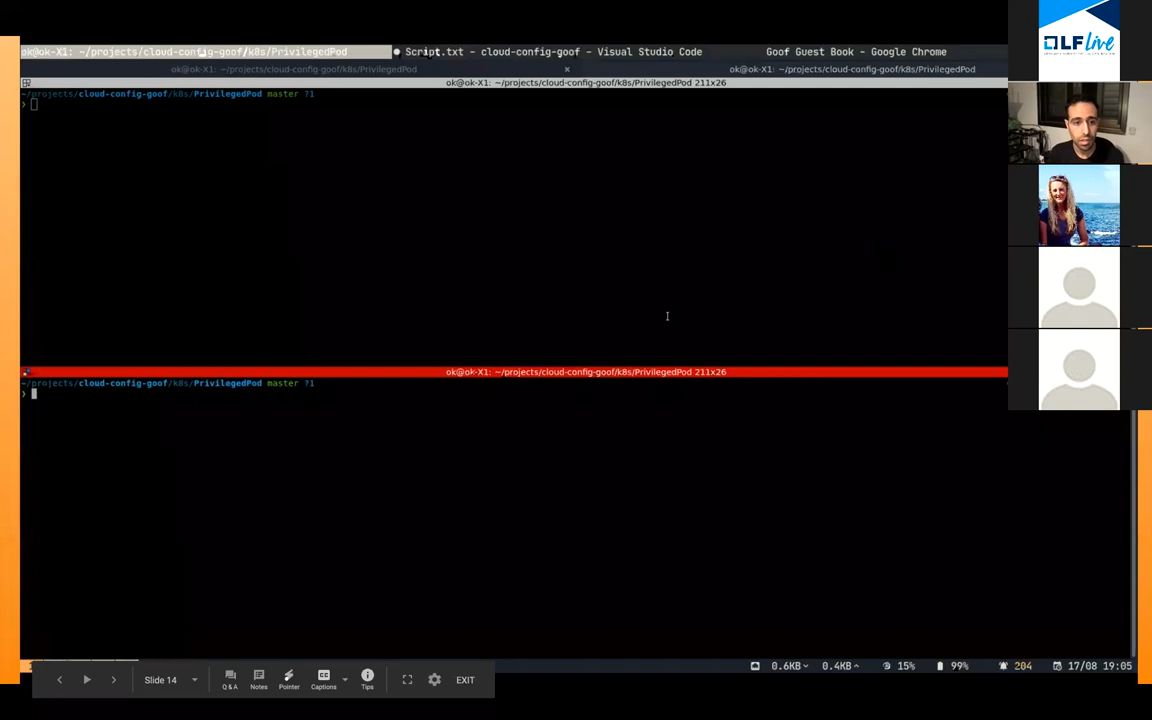 ok@ok-X1: ~/projects/cloud-config-goof/k8s/PrivilegedPod
● Script.txt - cloud-config-goof - Visual Studio Code
Goof Guest Book - Google Chrome
ok@ok-X1: ~/projects/cloud-config-goof/k8s/PrivilegedPod
×
ok@ok-X1: ~/projects/cloud-config-goof/k8s/PrivilegedPod
ok@ok-X1: ~/projects/cloud-config-goof/k8s/PrivilegedPod 211x26
~/projects/cloud-config-goof/k8s/PrivilegedPod master ?1
❯
ok@ok-X1: ~/projects/cloud-config-goof/k8s/PrivilegedPod 211x26
~/projects/cloud-config-goof/k8s/PrivilegedPod master ?1
❯
0.6KB 0.4KB 15% 99% 204 17/08 19:05
Slide 14
Q & A
Notes
Pointer
CC
Captions
Tips
EXIT
LF Live